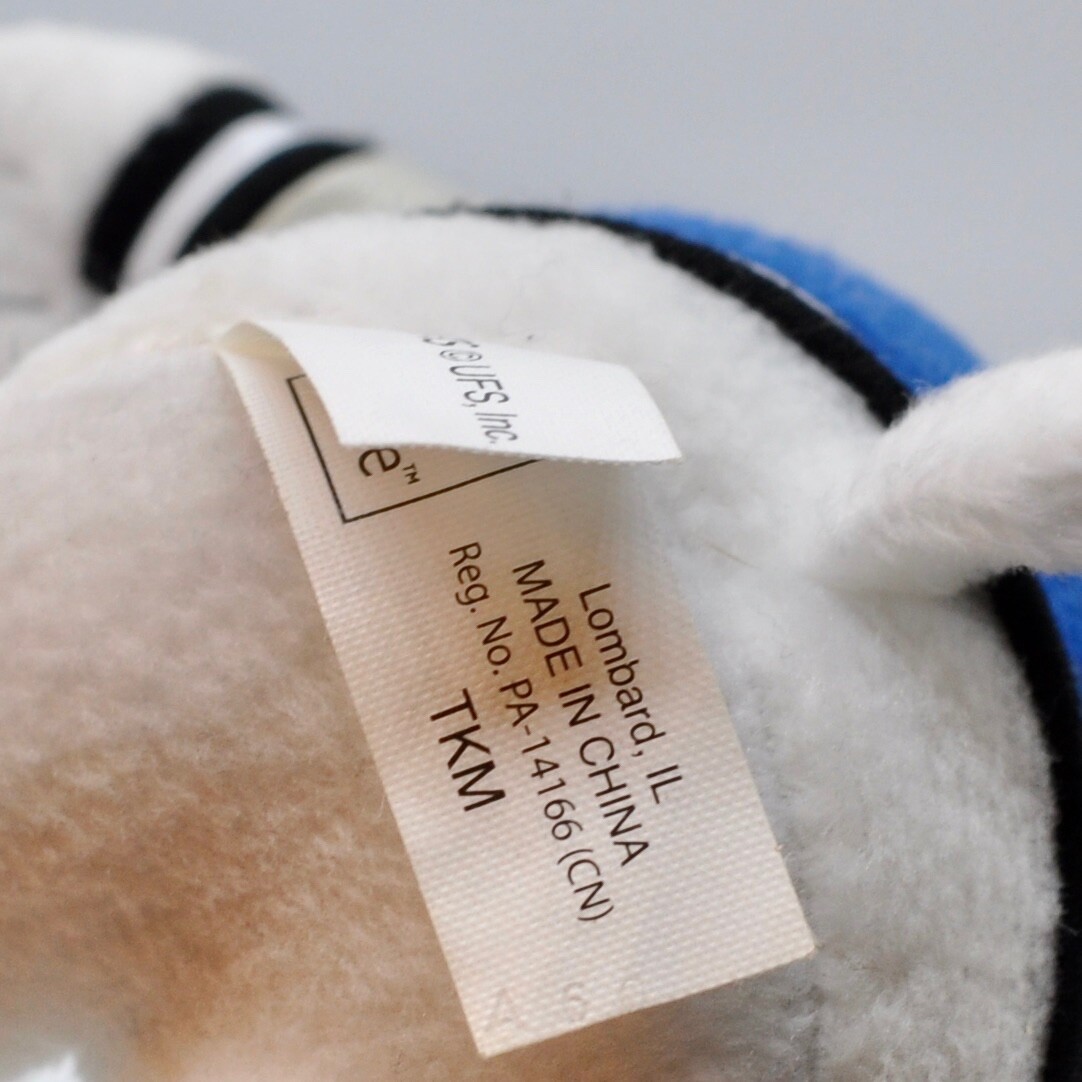 ©UFS, Inc.
e™
Lombard, IL
MADE IN CHINA
Reg. No. PA-14166 (CN)
TKM